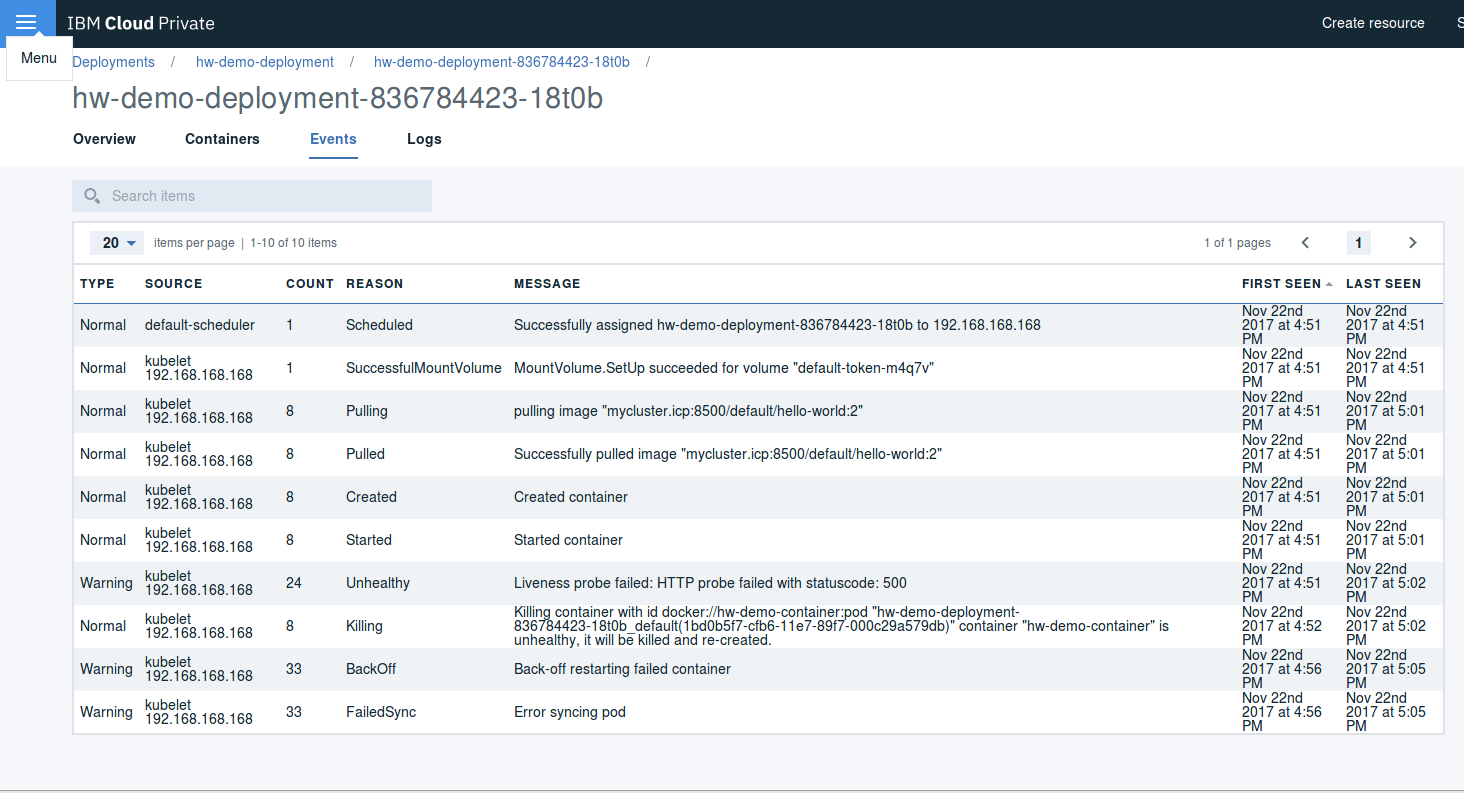 IBM Cloud Private
Create resource
S
Menu
Deployments / hw-demo-deployment / hw-demo-deployment-836784423-18t0b /
hw-demo-deployment-836784423-18t0b
Overview Containers Events Logs
Search items
20 items per page | 1-10 of 10 items 1 of 1 pages 1
TYPE SOURCE COUNT REASON MESSAGE FIRST SEEN LAST SEEN
Normal default-scheduler 1 Scheduled Successfully assigned hw-demo-deployment-836784423-18t0b to 192.168.168.168 Nov 22nd 2017 at 4:51 PM Nov 22nd 2017 at 4:51 PM
Normal kubelet 192.168.168.168 1 SuccessfulMountVolume MountVolume.SetUp succeeded for volume "default-token-m4q7v" Nov 22nd 2017 at 4:51 PM Nov 22nd 2017 at 4:51 PM
Normal kubelet 192.168.168.168 8 Pulling pulling image "mycluster.icp:8500/default/hello-world:2" Nov 22nd 2017 at 4:51 PM Nov 22nd 2017 at 5:01 PM
Normal kubelet 192.168.168.168 8 Pulled Successfully pulled image "mycluster.icp:8500/default/hello-world:2" Nov 22nd 2017 at 4:51 PM Nov 22nd 2017 at 5:01 PM
Normal kubelet 192.168.168.168 8 Created Created container Nov 22nd 2017 at 4:51 PM Nov 22nd 2017 at 5:01 PM
Normal kubelet 192.168.168.168 8 Started Started container Nov 22nd 2017 at 4:51 PM Nov 22nd 2017 at 5:01 PM
Warning kubelet 192.168.168.168 24 Unhealthy Liveness probe failed: HTTP probe failed with statuscode: 500 Nov 22nd 2017 at 4:51 PM Nov 22nd 2017 at 5:02 PM
Normal kubelet 192.168.168.168 8 Killing Killing container with id docker://hw-demo-container:pod "hw-demo-deployment-836784423-18t0b_default(1bd0b5f7-cfb6-11e7-89f7-000c29a579db)" container "hw-demo-container" is unhealthy, it will be killed and re-created. Nov 22nd 2017 at 4:52 PM Nov 22nd 2017 at 5:02 PM
Warning kubelet 192.168.168.168 33 BackOff Back-off restarting failed container Nov 22nd 2017 at 4:56 PM Nov 22nd 2017 at 5:05 PM
Warning kubelet 192.168.168.168 33 FailedSync Error syncing pod Nov 22nd 2017 at 4:56 PM Nov 22nd 2017 at 5:05 PM